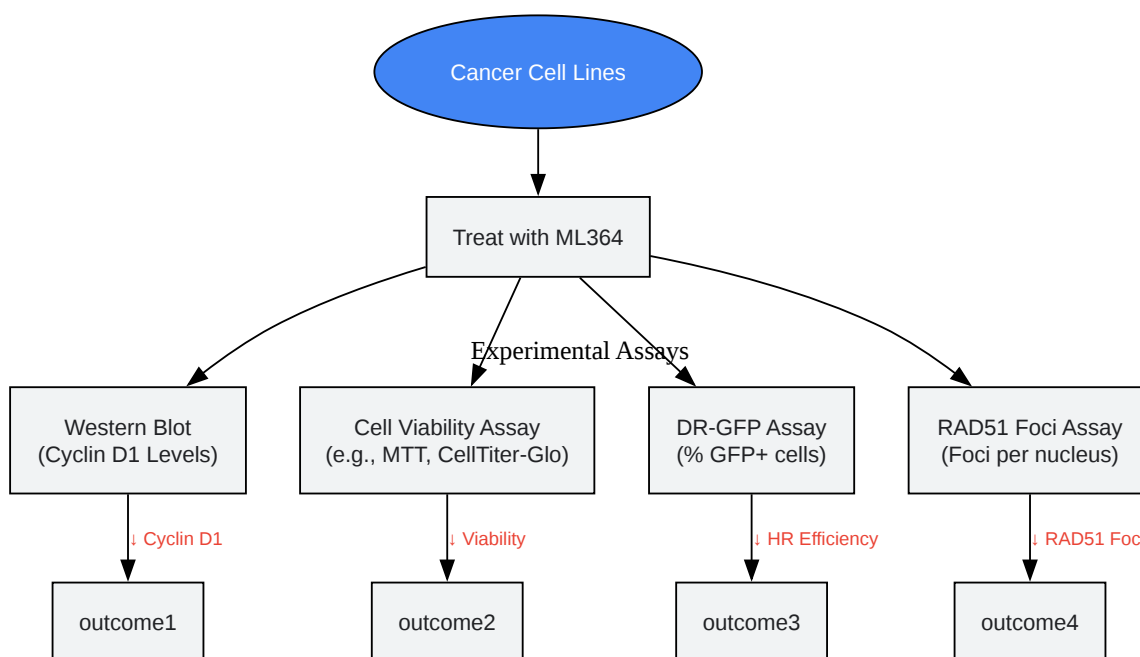 Cancer Cell Lines
Treat with ML364
Experimental Assays
Western Blot
(Cyclin D1 Levels)
Cell Viability Assay
(e.g., MTT, CellTiter-Glo)
DR-GFP Assay
(% GFP+ cells)
RAD51 Foci Assay
(Foci per nucleus)
↓ Cyclin D1
↓ Viability
↓ HR Efficiency
↓ RAD51 Foci
outcome1
outcome2
outcome3
outcome4